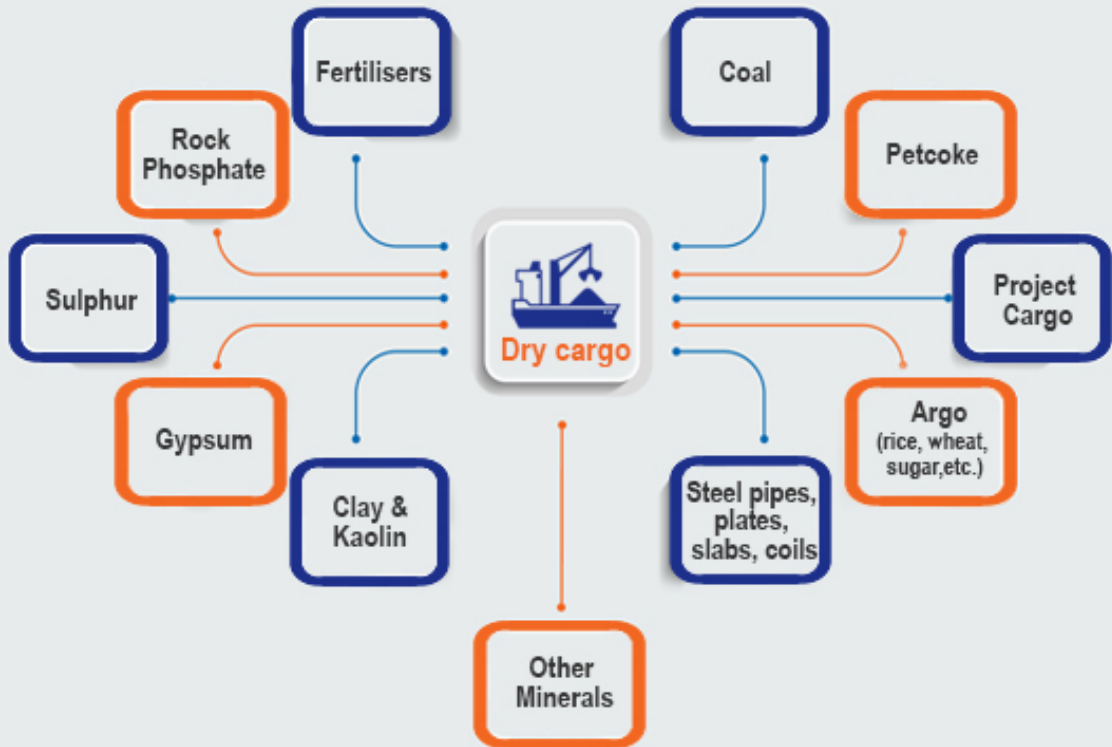 Fertilisers
Coal
Rock
Phosphate
Petcoke
Sulphur
Dry cargo
Project
Cargo
Gypsum
Argo
(rice, wheat,
sugar,etc.)
Clay &
Kaolin
Steel pipes,
plates,
slabs, coils
Other
Minerals